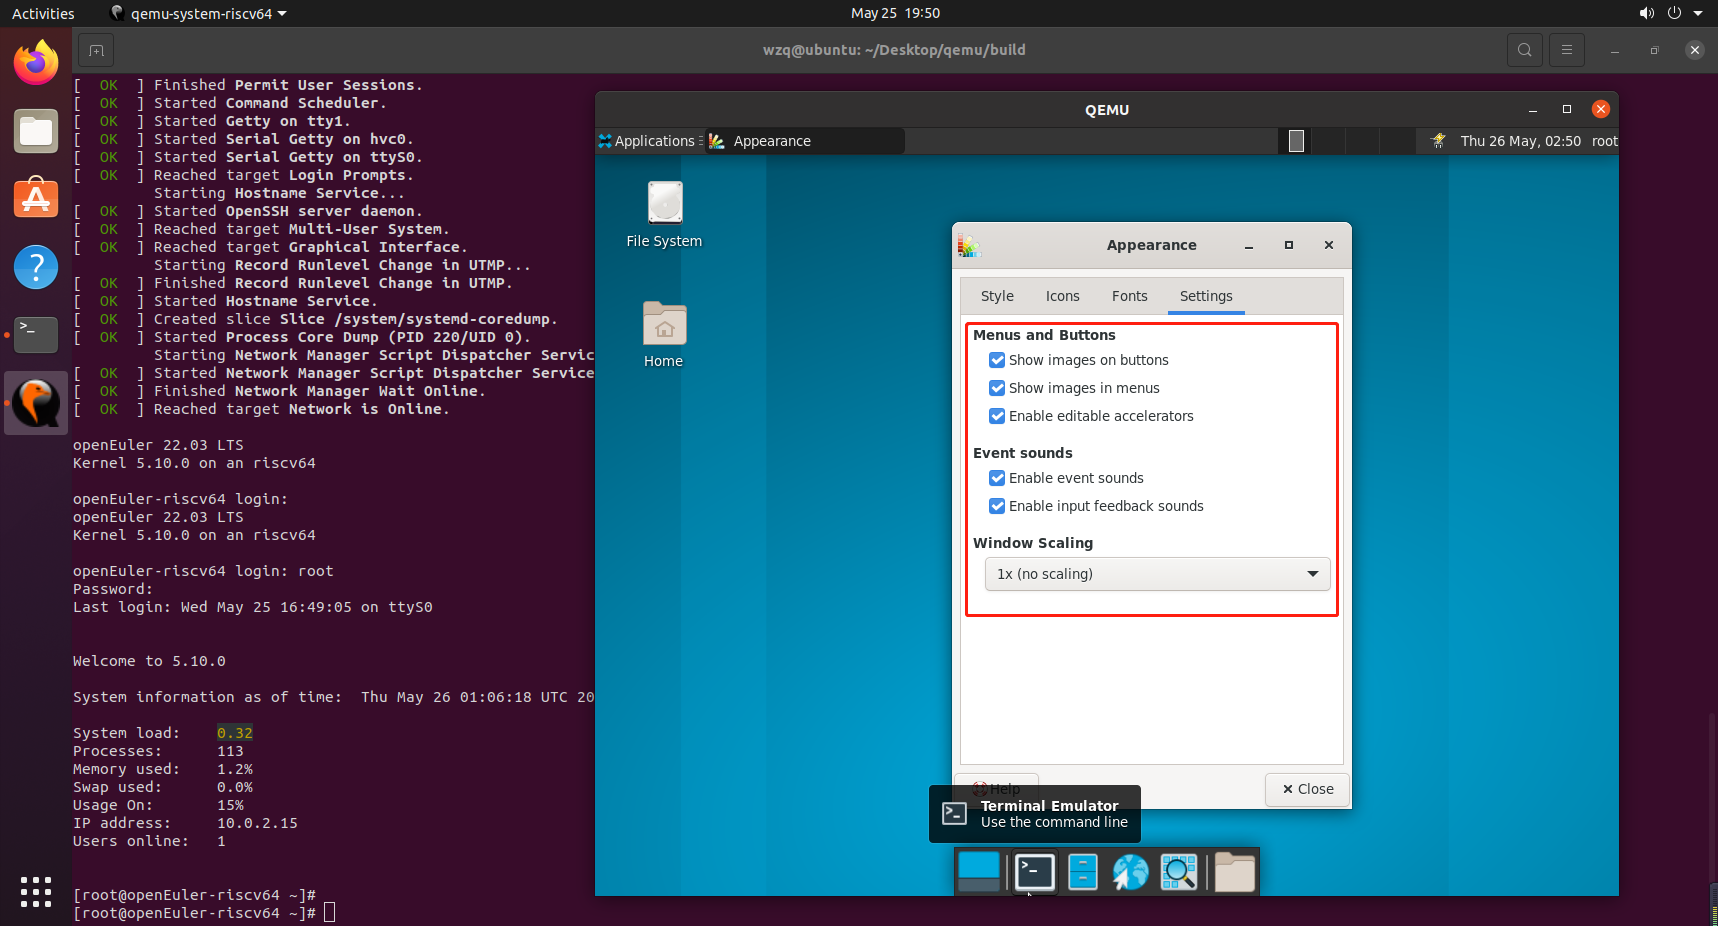 Activities
qemu-system-riscv64
May 25 19:50
wzq@ubuntu: ~/Desktop/qemu/build
[ OK ] Finished Permit User Sessions.
[ OK ] Started Command Scheduler.
[ OK ] Started Getty on tty1.
[ OK ] Started Serial Getty on hvc0.
[ OK ] Started Serial Getty on ttyS0.
[ OK ] Reached target Login Prompts.
Starting Hostname Service...
[ OK ] Started OpenSSH server daemon.
[ OK ] Reached target Multi-User System.
[ OK ] Reached target Graphical Interface.
Starting Record Runlevel Change in UTMP...
[ OK ] Finished Record Runlevel Change in UTMP.
[ OK ] Started Hostname Service.
[ OK ] Created slice Slice /system/systemd-coredump.
[ OK ] Started Process Core Dump (PID 220/UID 0).
Starting Network Manager Script Dispatcher Servic
[ OK ] Started Network Manager Script Dispatcher Service
[ OK ] Finished Network Manager Wait Online.
[ OK ] Reached target Network is Online.
openEuler 22.03 LTS
Kernel 5.10.0 on an riscv64
openEuler-riscv64 login:
openEuler 22.03 LTS
Kernel 5.10.0 on an riscv64
openEuler-riscv64 login: root
Password:
Last login: Wed May 25 16:49:05 on ttyS0
Welcome to 5.10.0
System information as of time: Thu May 26 01:06:18 UTC 20
System load: 0.32
Processes: 113
Memory used: 1.2%
Swap used: 0.0%
Usage On: 15%
IP address: 10.0.2.15
Users online: 1
[root@openEuler-riscv64 ~]#
[root@openEuler-riscv64 ~]#
QEMU
Applications
Appearance
Thu 26 May, 02:50
root
File System
Home
Appearance
Style
Icons
Fonts
Settings
Menus and Buttons
Show images on buttons
Show images in menus
Enable editable accelerators
Event sounds
Enable event sounds
Enable input feedback sounds
Window Scaling
1x (no scaling)
Help
Close
Terminal Emulator
Use the command line